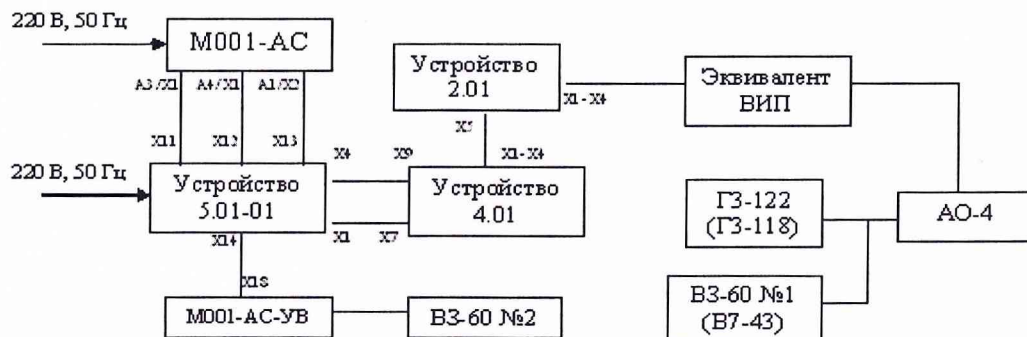 220 В, 50 Гц
М001-АС
А3/Х1
А4/Х1
А1/Х2
Х11
Х12
Х13
220 В, 50 Гц
Устройство
5.01-01
Х4
Х9
Х1
Х7
Х14
Х18
М001-АС-УВ
В3-60 №2
Устройство
2.01
Х1-Х4
Х5
Х1-Х4
Устройство
4.01
Эквивалент
ВИП
Г3-122
(Г3-118)
АО-4
В3-60 №1
(В7-43)